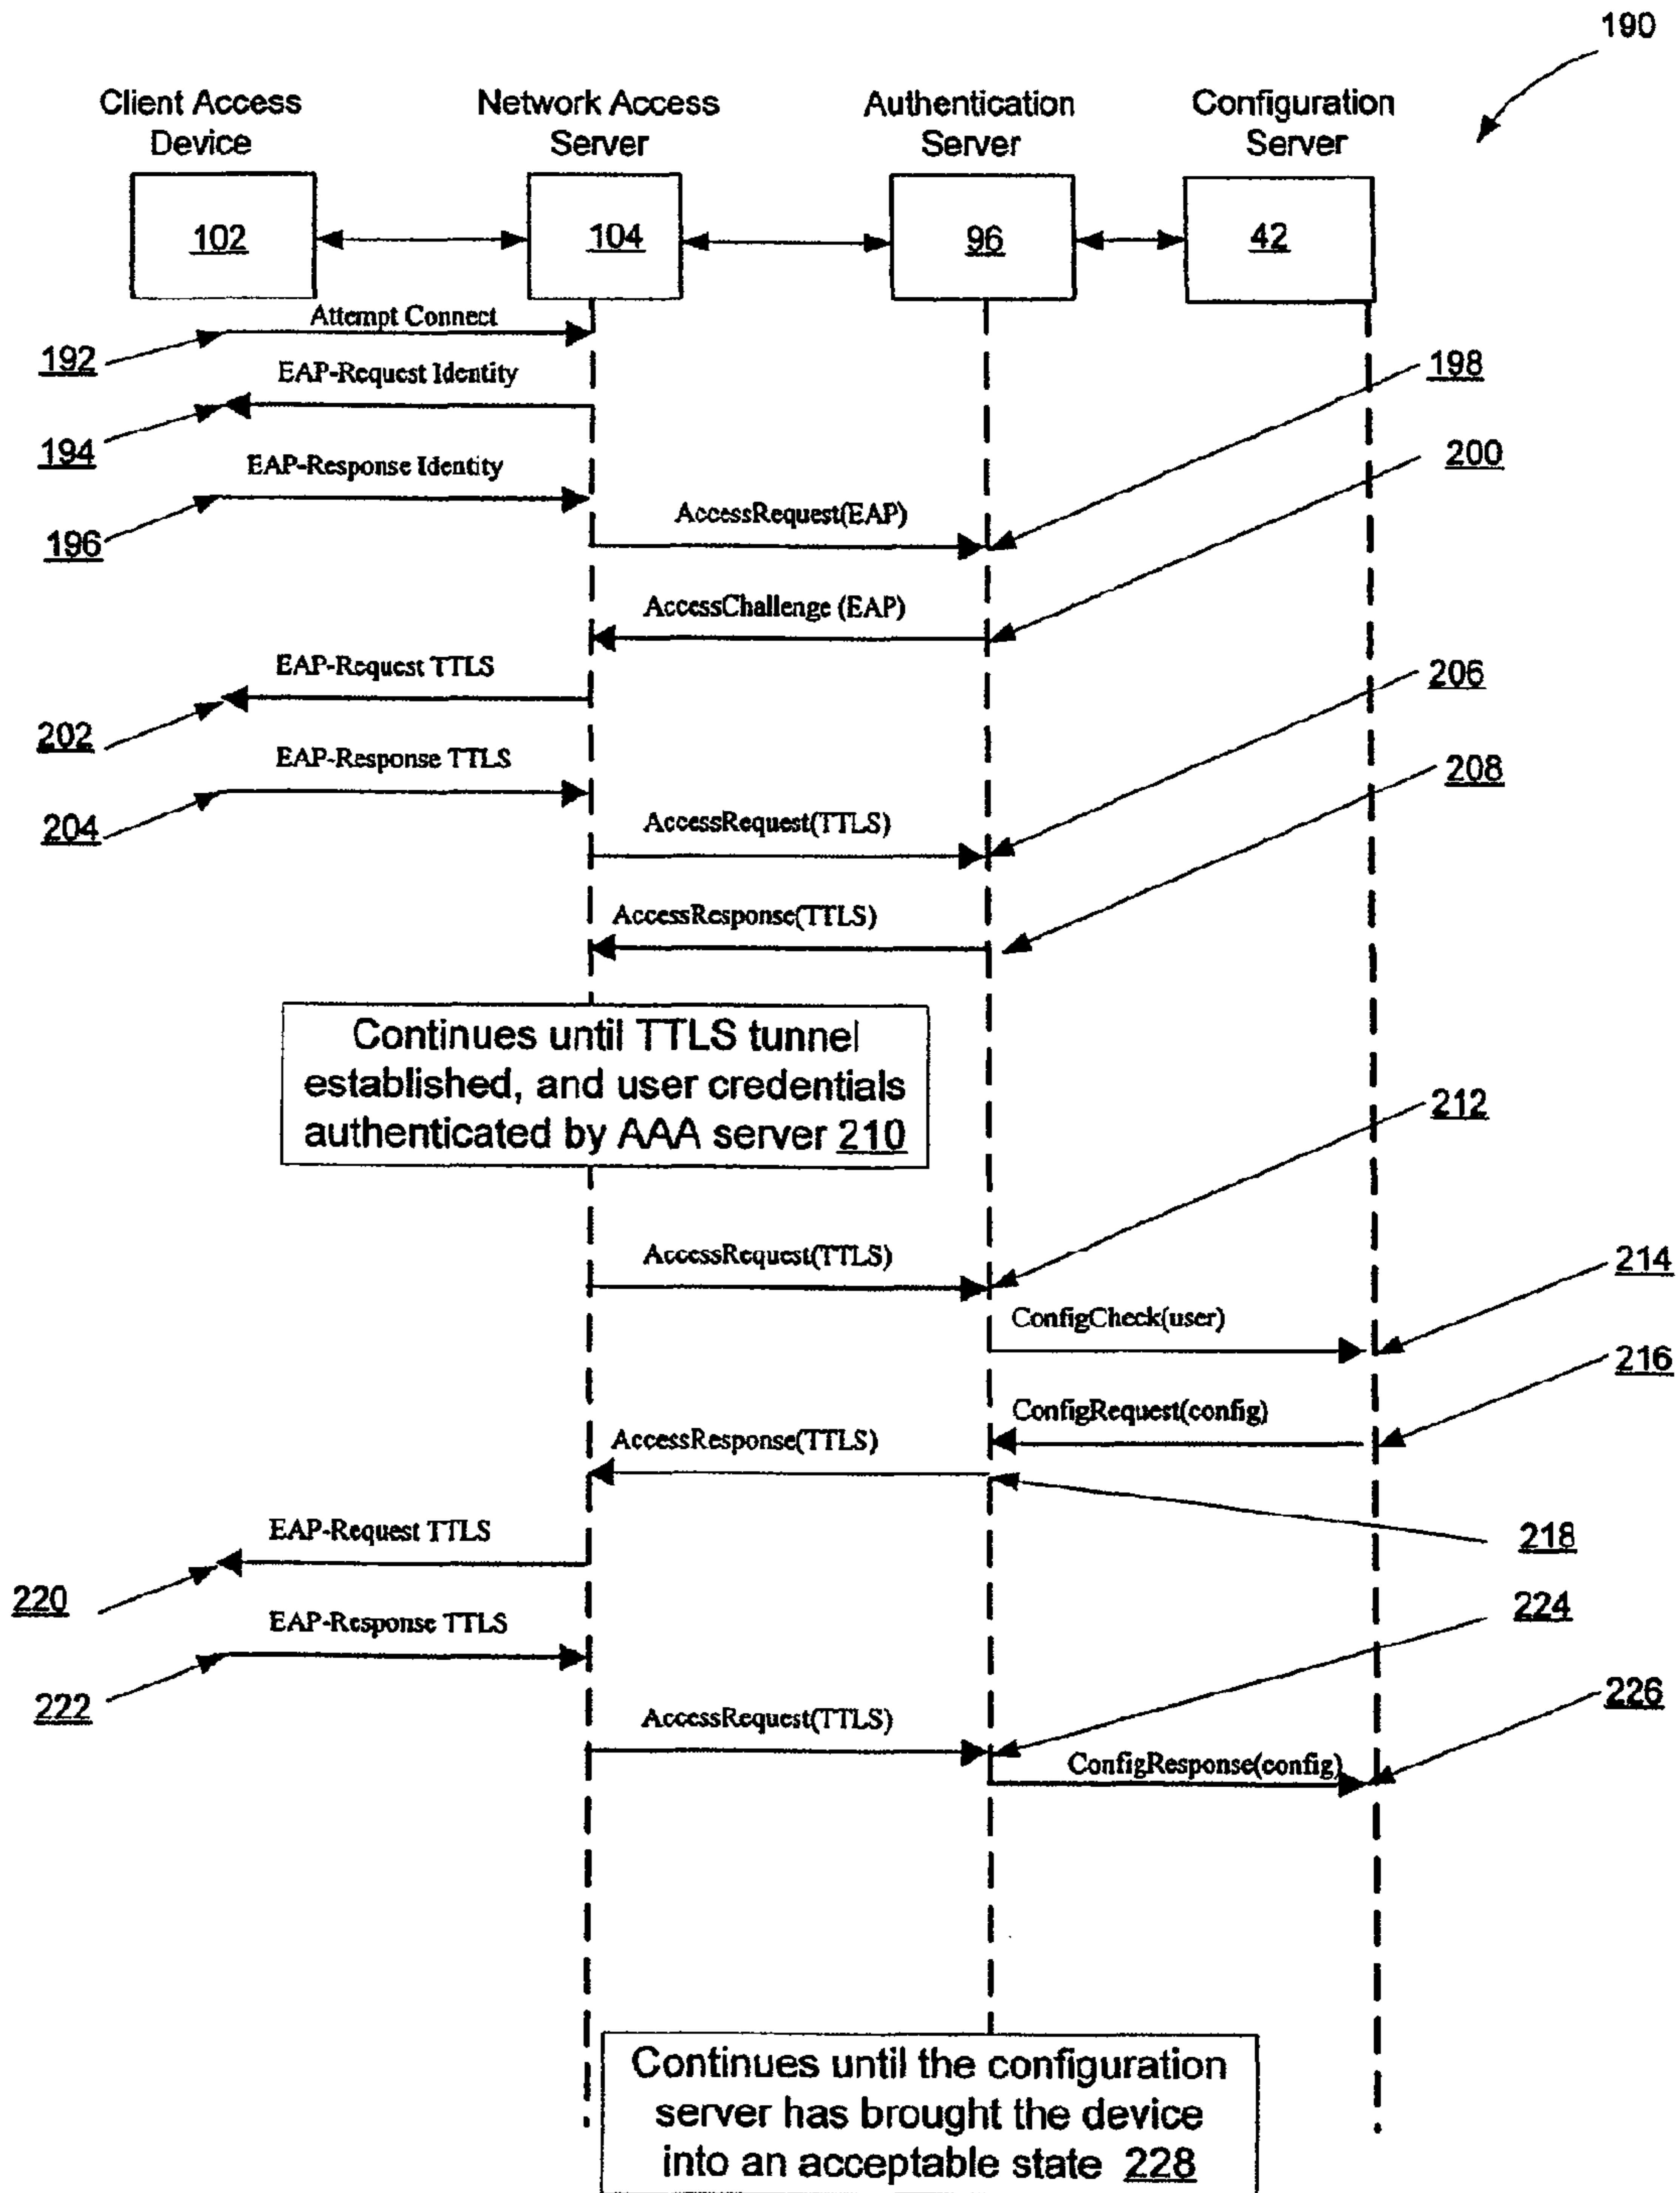 190
Client Access
Device
Network Access
Server
Authentication
Server
Configuration
Server
102
104
96
42
Attempt Connect
192
EAP-Request Identity
198
194
EAP-Response Identity
200
AccessRequest(EAP)
196
AccessChallenge (EAP)
EAP-Request TTLS
206
202
EAP-Response TTLS
208
204
AccessRequest(TTLS)
AccessResponse(TTLS)
Continues until TTLS tunnel
established, and user credentials
authenticated by AAA server 210
212
AccessRequest(TTLS)
214
ConfigCheck(user)
216
ConfigRequest(config)
AccessResponse(TTLS)
EAP-Request TTLS
218
220
EAP-Response TTLS
224
222
226
AccessRequest(TTLS)
ConfigResponse(config)
Continues until the configuration
server has brought the device
into an acceptable state 228